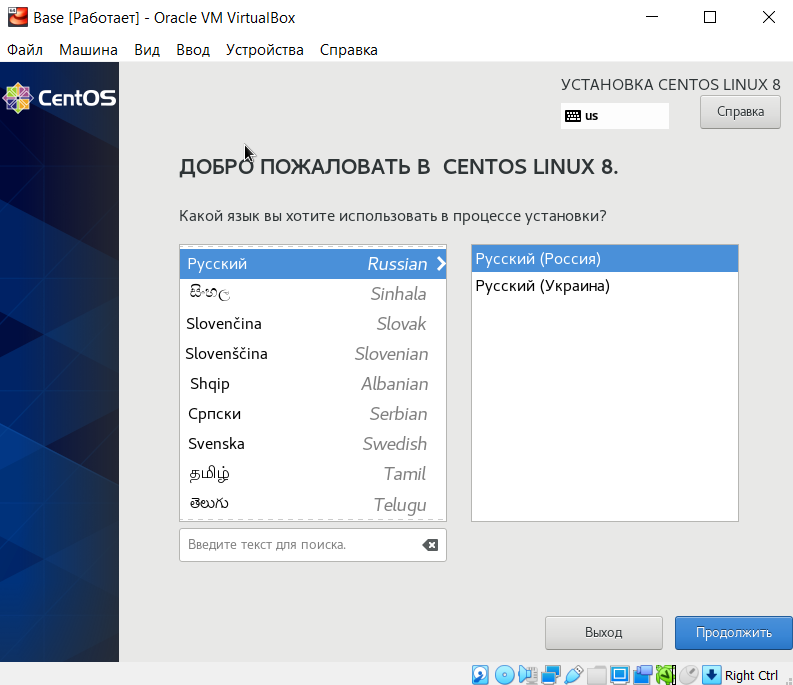 Base [Работает] - Oracle VM VirtualBox
Файл Машина Вид Ввод Устройства Справка
CentOS
УСТАНОВКА CENTOS LINUX 8
us
Справка
ДОБРО ПОЖАЛОВАТЬ В CENTOS LINUX 8.
Какой язык вы хотите использовать в процессе установки?
Русский Russian
Русский (Россия)
සිංහල Sinhala
Русский (Украина)
Slovenčina Slovak
Slovenščina Slovenian
Shqip Albanian
Српски Serbian
Svenska Swedish
தமிழ் Tamil
తెలుగు Telugu
Введите текст для поиска.
Выход
Продолжить
Right Ctrl